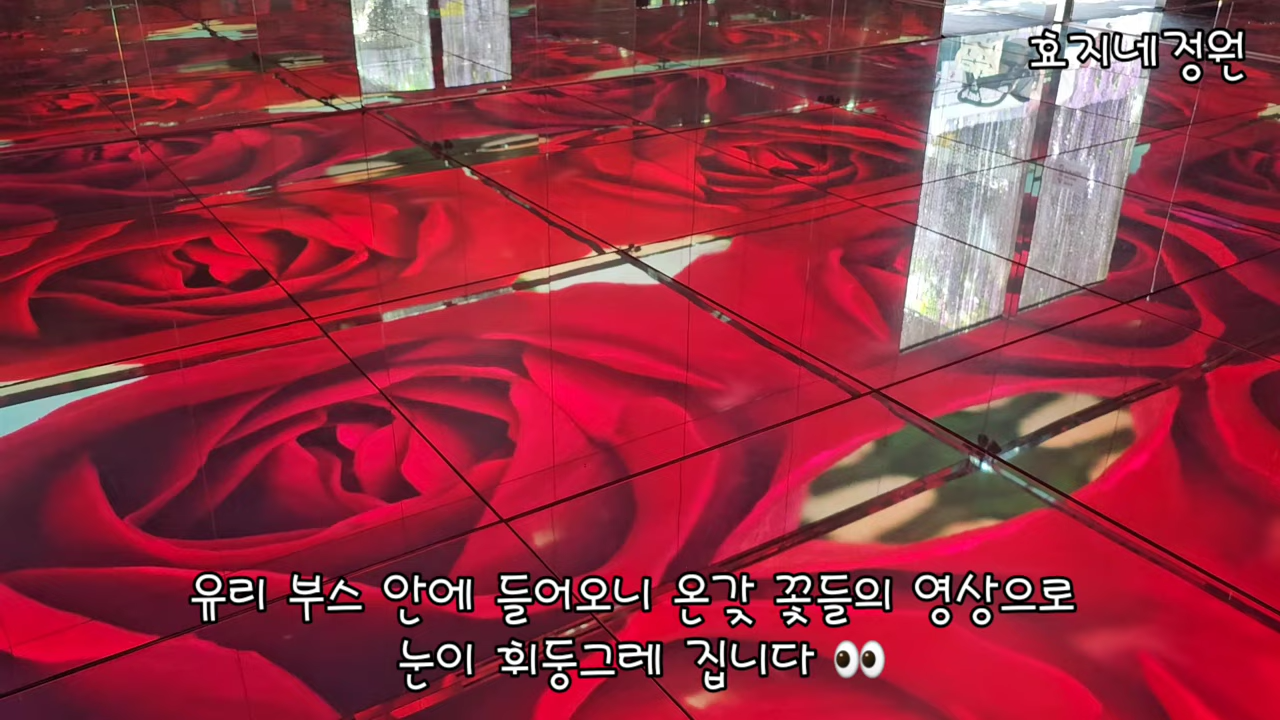 효지네정원
유리 부스 안에 들어오니 온갖 꽃들의 영상으로
눈이 휘둥그레 집니다 👀